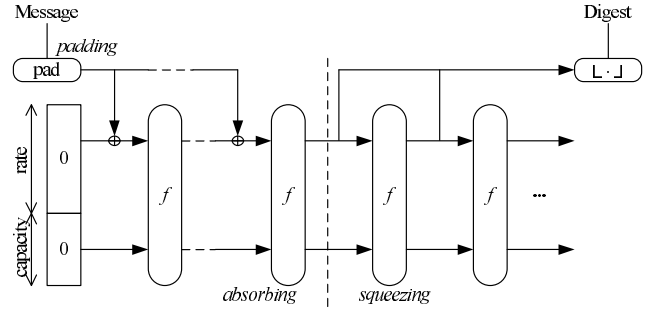 Message
Digest
padding
pad
⌊ · ⌋
rate
0
f
f
f
f
...
capacity
0
absorbing
squeezing